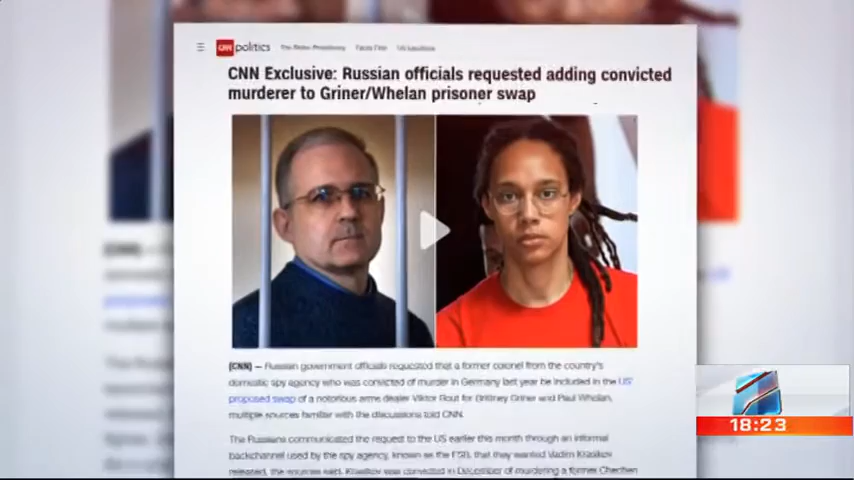 CNN politics
CNN Exclusive: Russian officials requested adding convicted
murderer to Griner/Whelan prisoner swap
(CNN) — Russian government officials requested that a former colonel from the country's
domestic spy agency who was convicted of murder in Germany last year be included in the US'
proposed swap of a notorious arms dealer Viktor Bout for Brittney Griner and Paul Whelan,
multiple sources familiar with the discussions told CNN.
The Russians communicated the request to the US earlier this month through an informal
backchannel used by the spy agency, known as the FSB, that they wanted Vadim Krasikov
released, the sources said. Krasikov was convicted in December of murdering a former Chechen
18:23